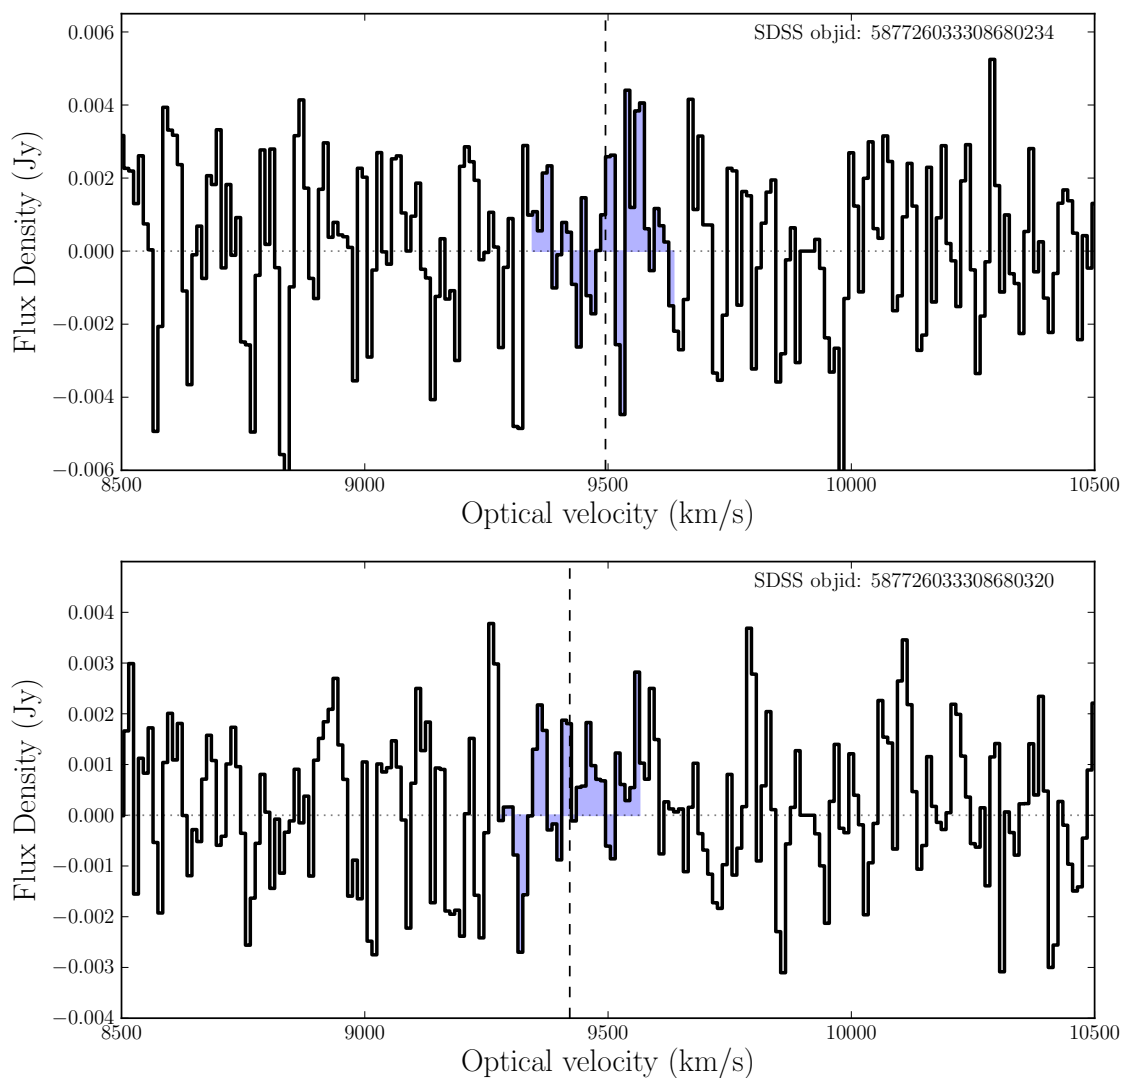 SDSS objid: 587726033308680234
0.006
0.004
0.002
0.000
−0.002
−0.004
−0.006
Flux Density (Jy)
8500 9000 9500 10000 10500
Optical velocity (km/s)
SDSS objid: 587726033308680320
0.004
0.003
0.002
0.001
0.000
−0.001
−0.002
−0.003
−0.004
Flux Density (Jy)
8500 9000 9500 10000 10500
Optical velocity (km/s)